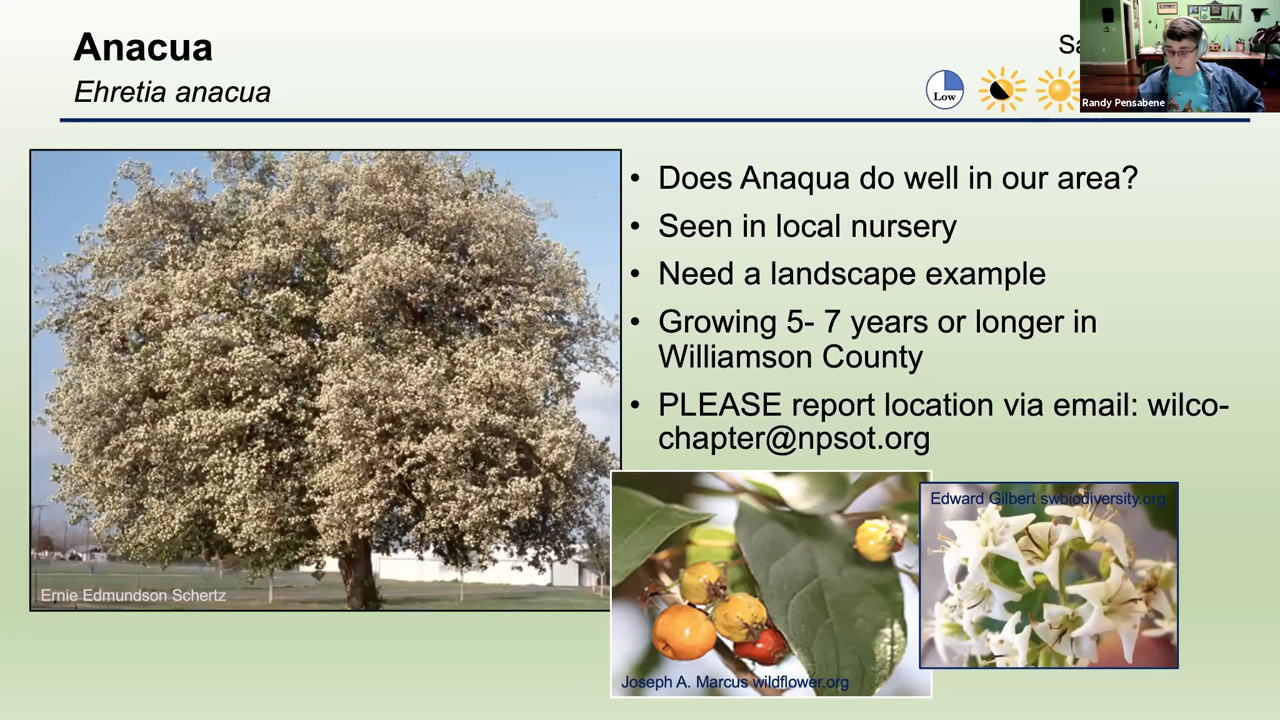 Anacua
Ehretia anacua
Low
Randy Pensabene
• Does Anaqua do well in our area?
• Seen in local nursery
• Need a landscape example
• Growing 5- 7 years or longer in
Williamson County
• PLEASE report location via email: wilco-
chapter@npsot.org
Ernie Edmundson Schertz
Edward Gilbert swbiodiversity.org
Joseph A. Marcus wildflower.org